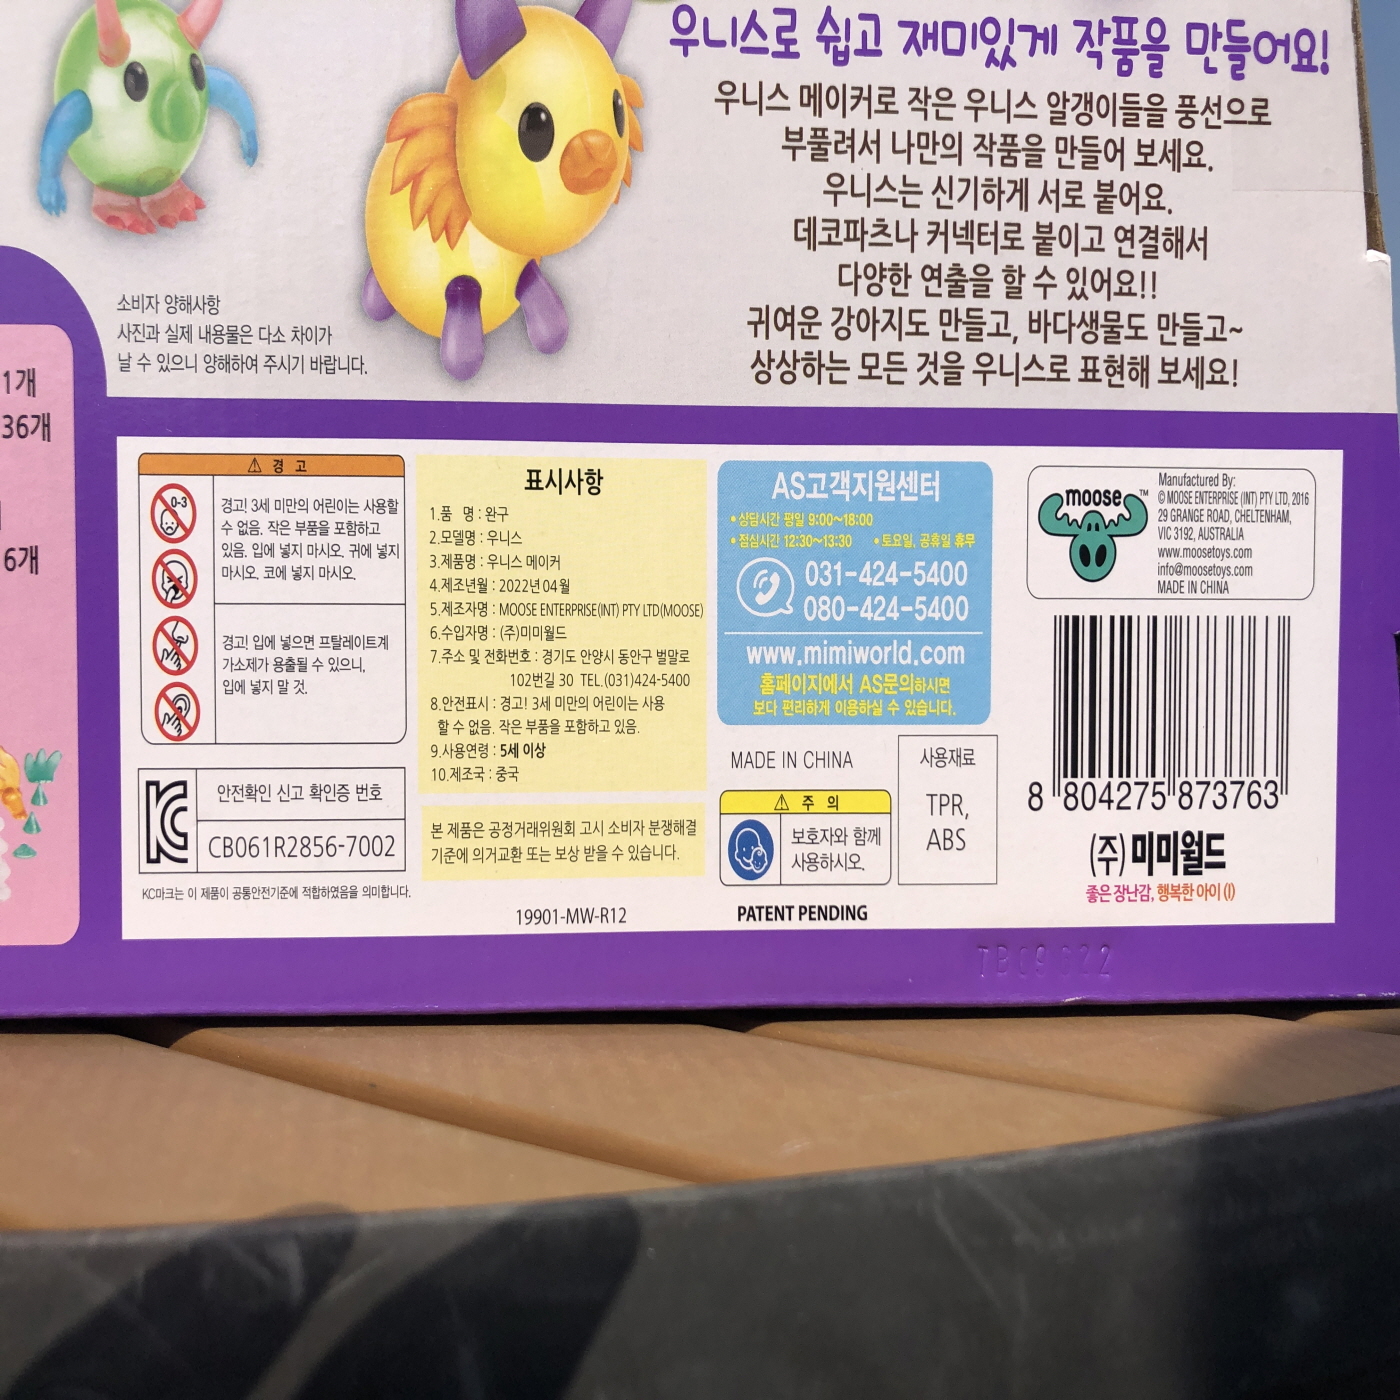 우니스로 쉽고 재미있게 작품을 만들어요!
우니스 메이커로 작은 우니스 알갱이들을 풍선으로
부풀려서 나만의 작품을 만들어 보세요.
우니스는 신기하게 서로 붙어요.
데코파츠나 커넥터로 붙이고 연결해서
다양한 연출을 할 수 있어요!!
귀여운 강아지도 만들고, 바다생물도 만들고~
상상하는 모든 것을 우니스로 표현해 보세요!
소비자 양해사항
사진과 실제 내용물은 다소 차이가
날 수 있으니 양해하여 주시기 바랍니다.
1개
36개
6개
⚠ 경 고
0-3
경고! 3세 미만의 어린이는 사용할
수 없음. 작은 부품을 포함하고
있음. 입에 넣지 마시오. 귀에 넣지
마시오. 코에 넣지 마시오.
경고! 입에 넣으면 프탈레이트계
가소제가 용출될 수 있으니,
입에 넣지 말 것.
안전확인 신고 확인증 번호
CB061R2856-7002
KC마크는 이 제품이 공통안전기준에 적합하였음을 의미합니다.
표시사항
1.품 명 : 완구
2.모델명 : 우니스
3.제품명 : 우니스 메이커
4.제조년월 : 2022년 04월
5.제조자명 : MOOSE ENTERPRISE(INT) PTY LTD(MOOSE)
6.수입자명 : (주)미미월드
7.주소 및 전화번호 : 경기도 안양시 동안구 벌말로
102번길 30 TEL.(031)424-5400
8.안전표시 : 경고! 3세 미만의 어린이는 사용
할 수 없음. 작은 부품을 포함하고 있음.
9.사용연령 : 5세 이상
10.제조국 : 중국
본 제품은 공정거래위원회 고시 소비자 분쟁해결
기준에 의거교환 또는 보상 받을 수 있습니다.
19901-MW-R12
AS고객지원센터
• 상담시간 평일 9:00~18:00
• 점심시간 12:30~13:30 • 토요일, 공휴일 휴무
031-424-5400
080-424-5400
www.mimiworld.com
홈페이지에서 AS문의하시면
보다 편리하게 이용하실 수 있습니다.
MADE IN CHINA
⚠ 주 의
보호자와 함께
사용하시오.
PATENT PENDING
사용재료
TPR,
ABS
moose™
Manufactured By:
© MOOSE ENTERPRISE (INT) PTY LTD, 2016
29 GRANGE ROAD, CHELTENHAM,
VIC 3192, AUSTRALIA
www.moosetoys.com
info@moosetoys.com
MADE IN CHINA
8 804275 873763
(주)미미월드
좋은 장난감, 행복한 아이 (!)